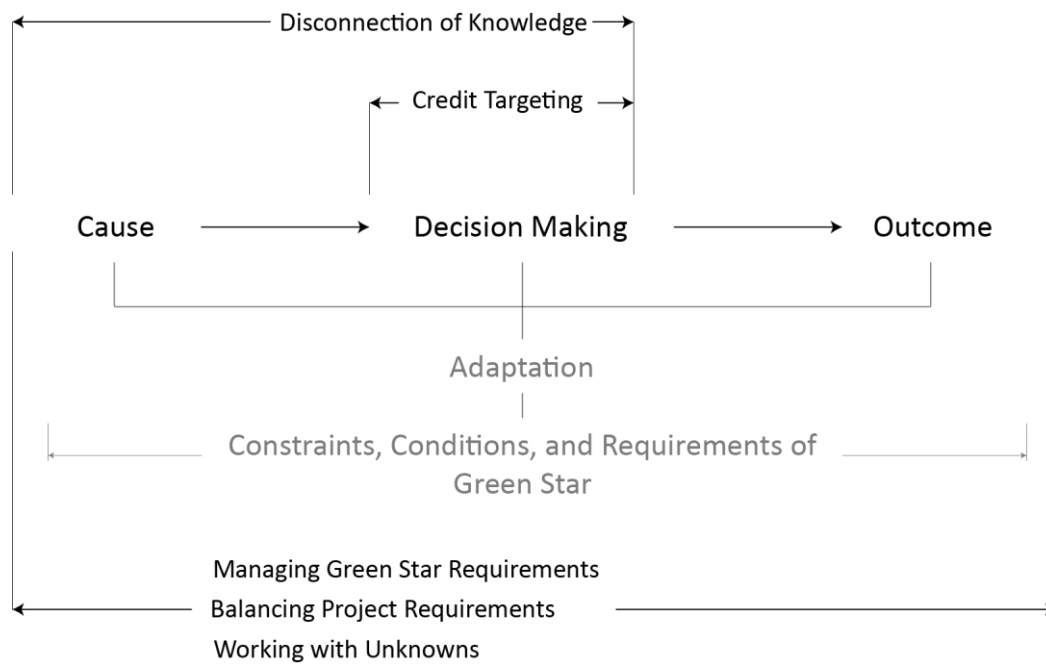 Disconnection of Knowledge
Credit Targeting
Cause
Decision Making
Outcome
Adaptation
Constraints, Conditions, and Requirements of
Green Star
Managing Green Star Requirements
Balancing Project Requirements
Working with Unknowns